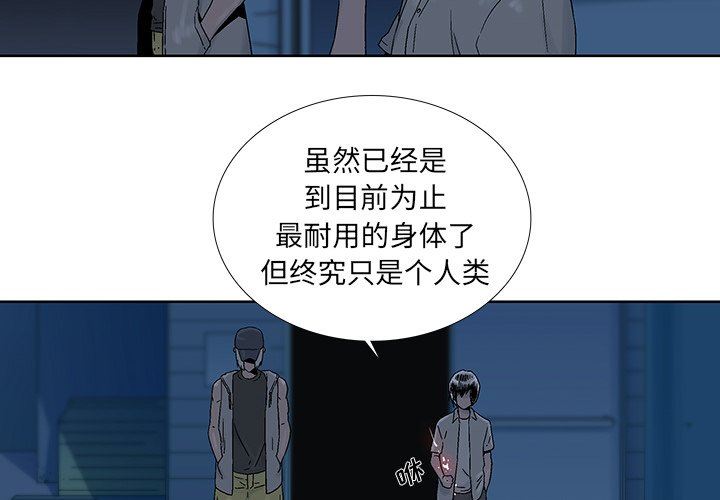 虽然已经是
到目前为止
最耐用的身体了
但终究只是个人类
咻